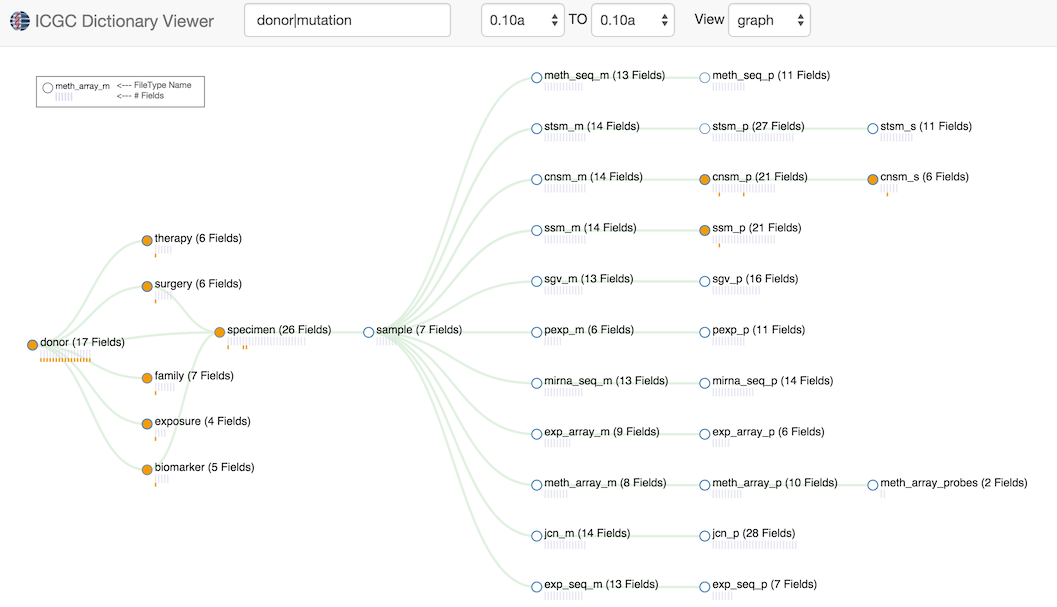 ICGC Dictionary Viewer
donor|mutation
0.10a TO 0.10a
View graph
meth_array_m <--- FileType Name
<--- # Fields
donor (17 Fields)
therapy (6 Fields)
surgery (6 Fields)
family (7 Fields)
exposure (4 Fields)
biomarker (5 Fields)
specimen (26 Fields)
sample (7 Fields)
meth_seq_m (13 Fields) meth_seq_p (11 Fields)
stsm_m (14 Fields) stsm_p (27 Fields) stsm_s (11 Fields)
cnsm_m (14 Fields) cnsm_p (21 Fields) cnsm_s (6 Fields)
ssm_m (14 Fields) ssm_p (21 Fields)
sgv_m (13 Fields) sgv_p (16 Fields)
pexp_m (6 Fields) pexp_p (11 Fields)
mirna_seq_m (13 Fields) mirna_seq_p (14 Fields)
exp_array_m (9 Fields) exp_array_p (6 Fields)
meth_array_m (8 Fields) meth_array_p (10 Fields) meth_array_probes (2 Fields)
jcn_m (14 Fields) jcn_p (28 Fields)
exp_seq_m (13 Fields) exp_seq_p (7 Fields)